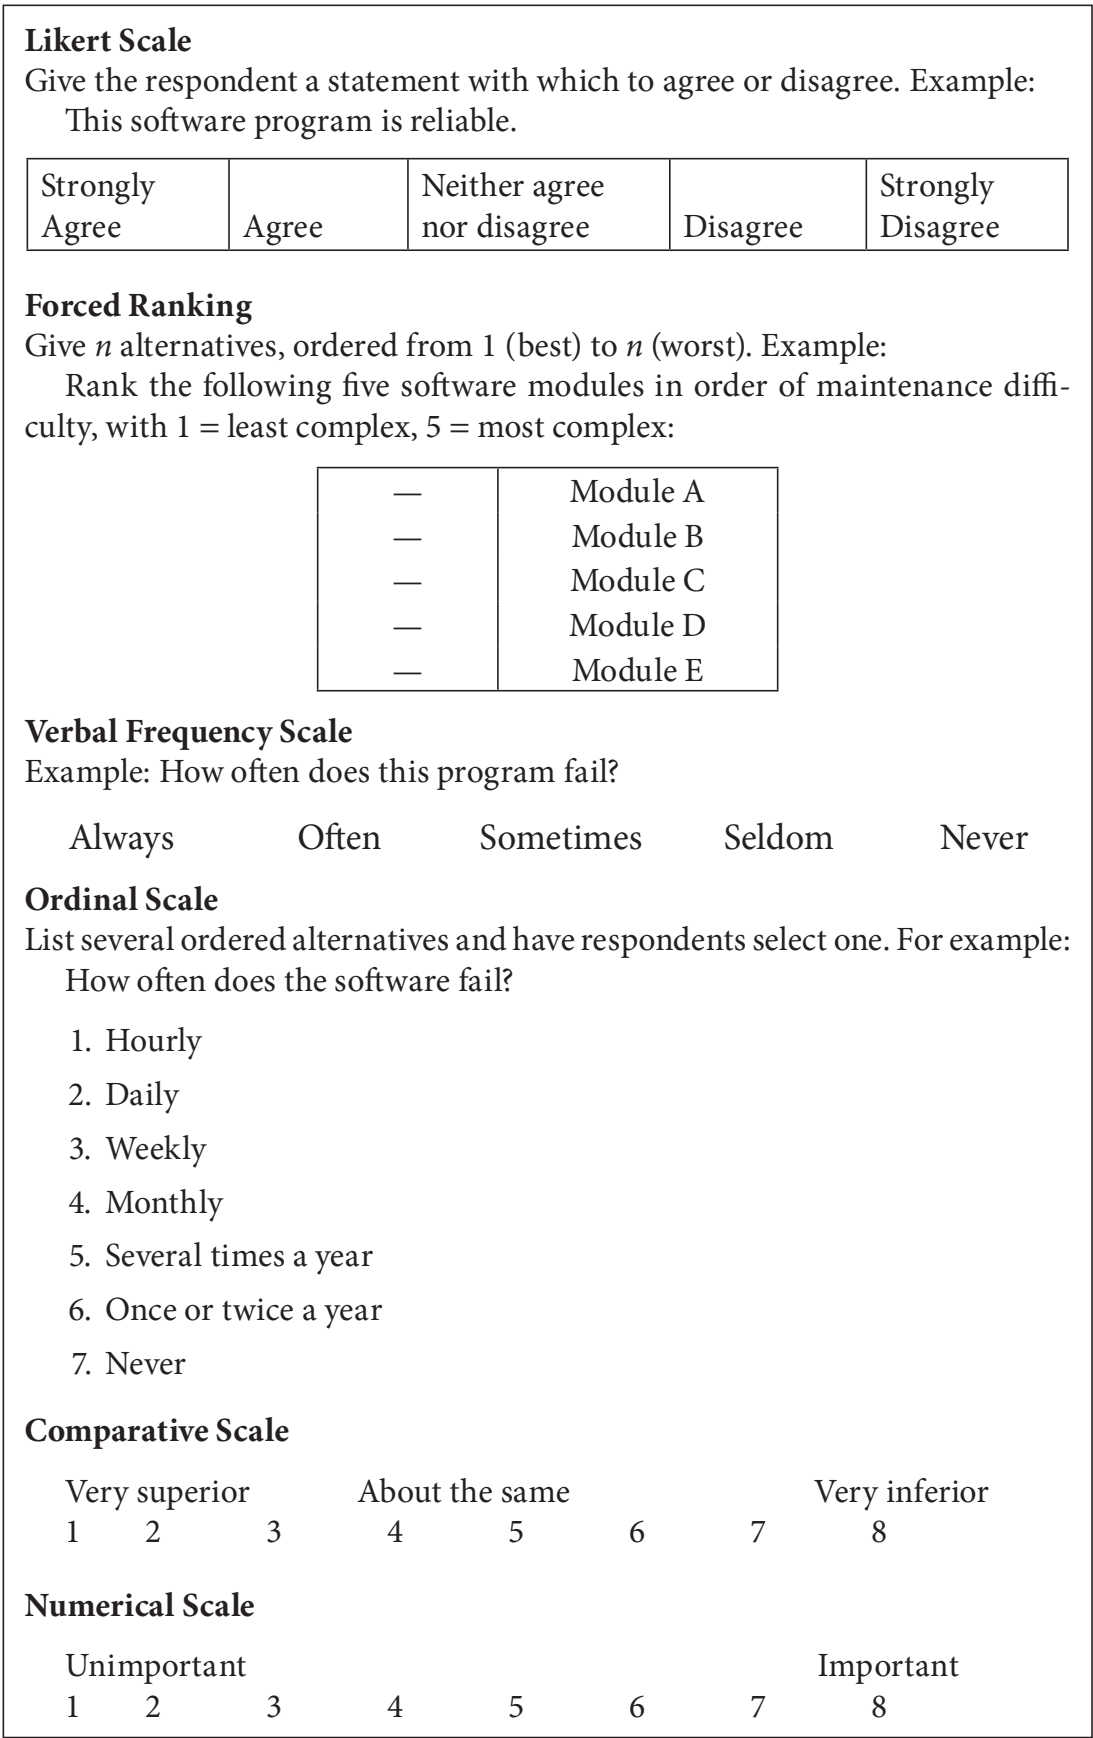 Likert Scale
Give the respondent a statement with which to agree or disagree. Example:
This software program is reliable.
Strongly Agree | Agree | Neither agree nor disagree | Disagree | Strongly Disagree
Forced Ranking
Give n alternatives, ordered from 1 (best) to n (worst). Example:
Rank the following five software modules in order of maintenance diffi-
culty, with 1 = least complex, 5 = most complex:
— Module A
— Module B
— Module C
— Module D
— Module E
Verbal Frequency Scale
Example: How often does this program fail?
Always Often Sometimes Seldom Never
Ordinal Scale
List several ordered alternatives and have respondents select one. For example:
How often does the software fail?
1. Hourly
2. Daily
3. Weekly
4. Monthly
5. Several times a year
6. Once or twice a year
7. Never
Comparative Scale
Very superior About the same Very inferior
1 2 3 4 5 6 7 8
Numerical Scale
Unimportant Important
1 2 3 4 5 6 7 8